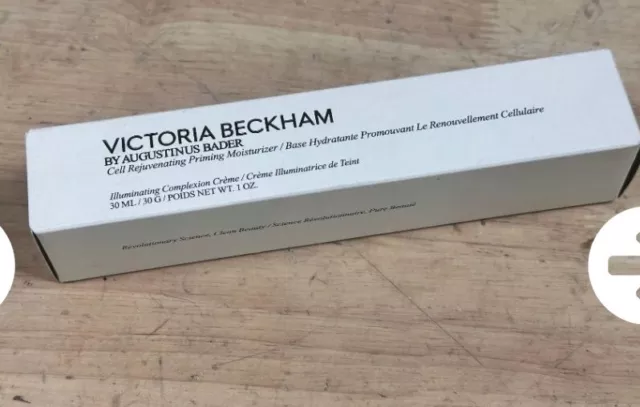 VICTORIA BECKHAM
BY AUGUSTINUS BADER
Cell Rejuvenating Priming Moisturizer / Base Hydratante Promouvant Le Renouvellement Cellulaire
Illuminating Complexion Crème / Crème Illuminatrice de Teint
30 ML / 30 G / POIDS NET WT. 1 OZ.
Revolutionary Science, Clean Beauty / Science Révolutionnaire, Pure Beauté